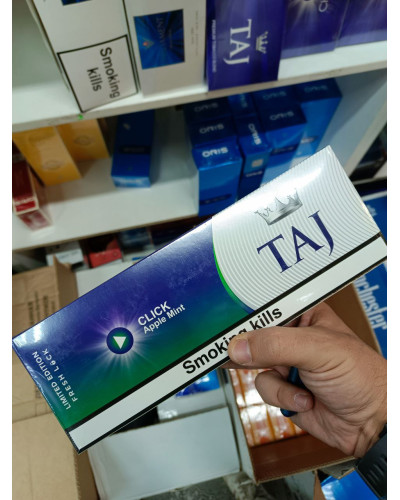 Smoking
kills
TAJ
ORIS
ORIS
ORIS
TAJ
CLICK
Apple Mint
LIMITED EDITION
FRESH LOCK
Smoking kills